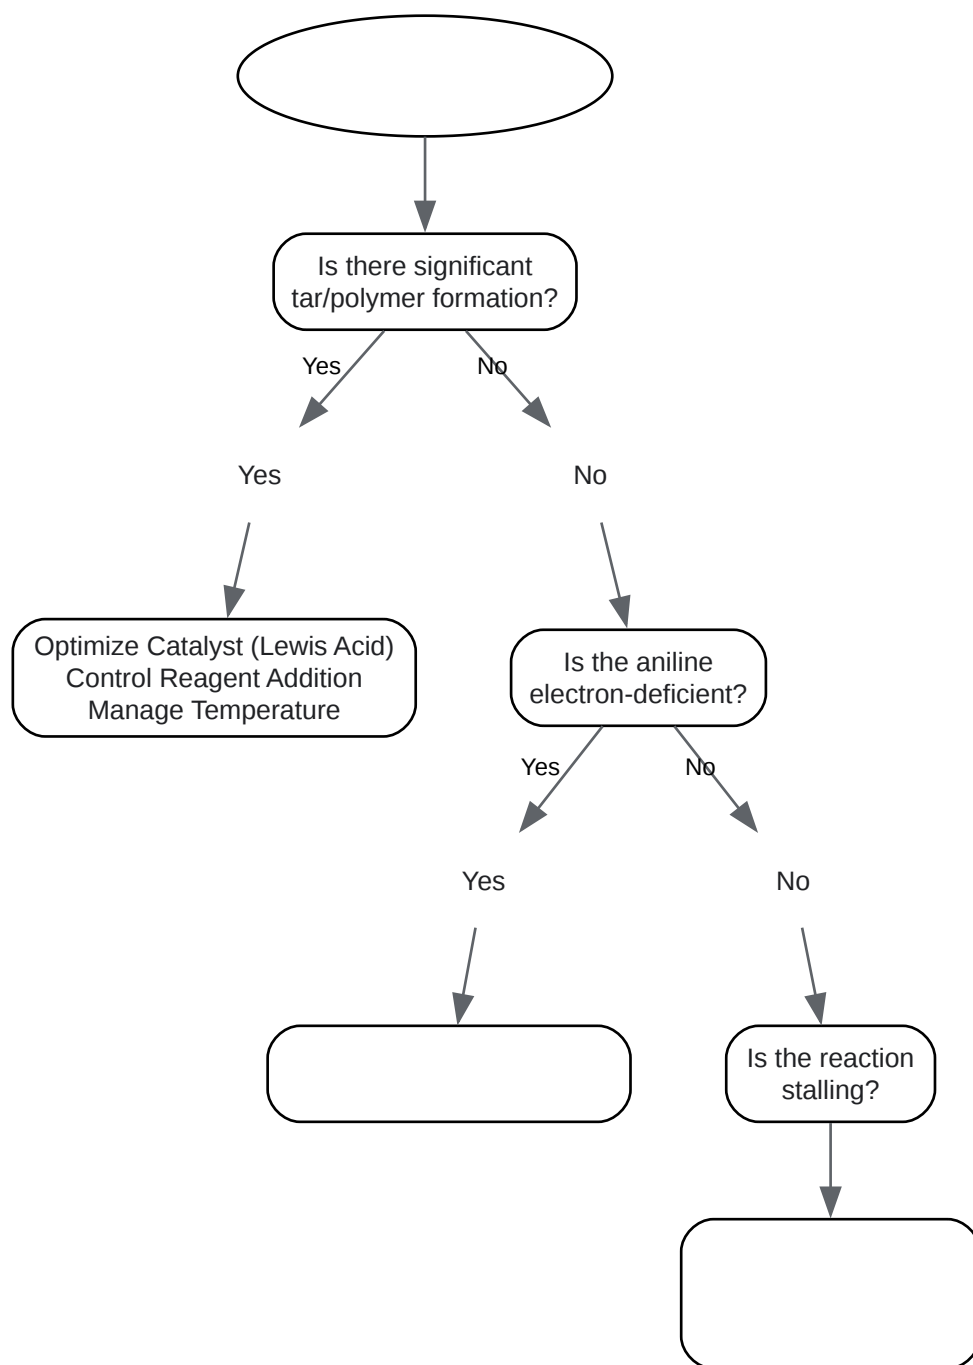 Is there significant
tar/polymer formation?
Yes
No
Yes
No
Optimize Catalyst (Lewis Acid)
Control Reagent Addition
Manage Temperature
Is the aniline
electron-deficient?
Yes
No
Yes
No
Is the reaction
stalling?